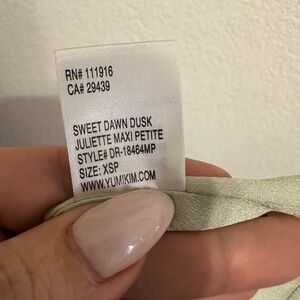 RN# 111916
CA# 29439
SWEET DAWN DUSK
JULIETTE MAXI PETITE
STYLE# DR-18464MP
SIZE: XSP
WWW.YUMIKIM.COM